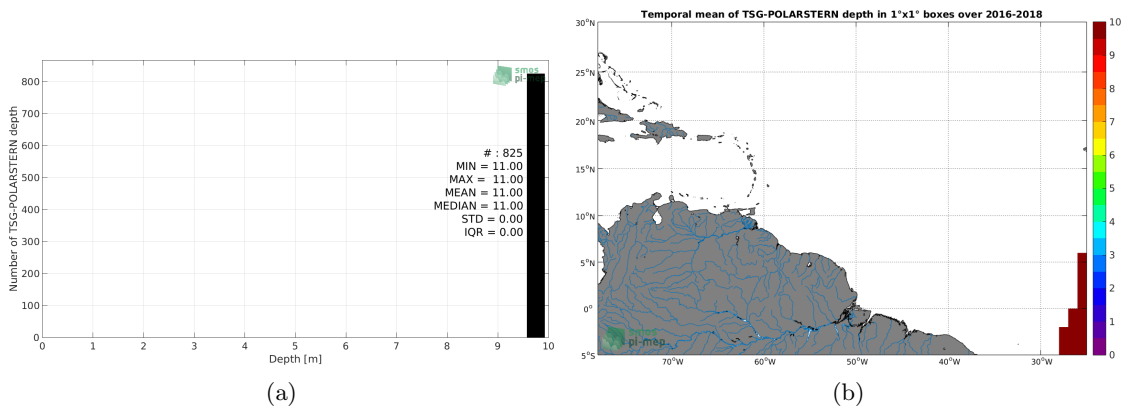 smos
pi-mep
# : 825
MIN = 11.00
MAX = 11.00
MEAN = 11.00
MEDIAN = 11.00
STD = 0.00
IQR = 0.00
Number of TSG-POLARSTERN depth
800
700
600
500
400
300
200
100
0
0 1 2 3 4 5 6 7 8 9 10
Depth [m]
(a)
Temporal mean of TSG-POLARSTERN depth in 1°x1° boxes over 2016-2018
30°N
25°N
20°N
15°N
10°N
5°N
0°
5°S
70°W 60°W 50°W 40°W 30°W
smos
pi-mep
10
9
8
7
6
5
4
3
2
1
0
(b)